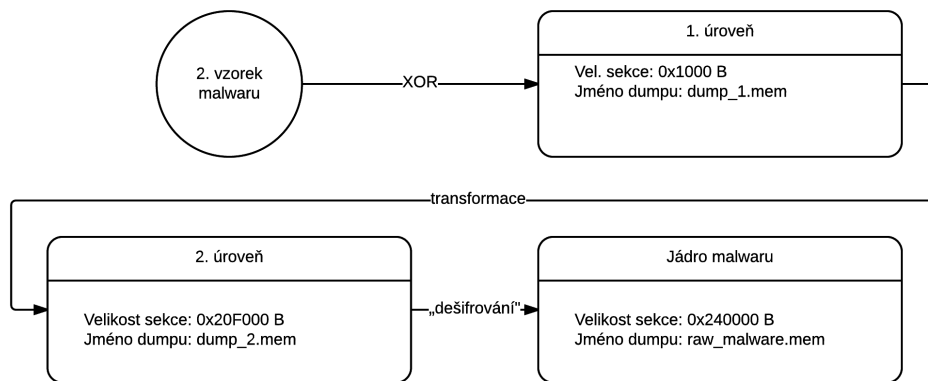 2. vzorek
malwaru
XOR
1. úroveň
Vel. sekce: 0x1000 B
Jméno dumpu: dump_1.mem
transformace
2. úroveň
Velikost sekce: 0x20F000 B
Jméno dumpu: dump_2.mem
„dešifrování"
Jádro malwaru
Velikost sekce: 0x240000 B
Jméno dumpu: raw_malware.mem